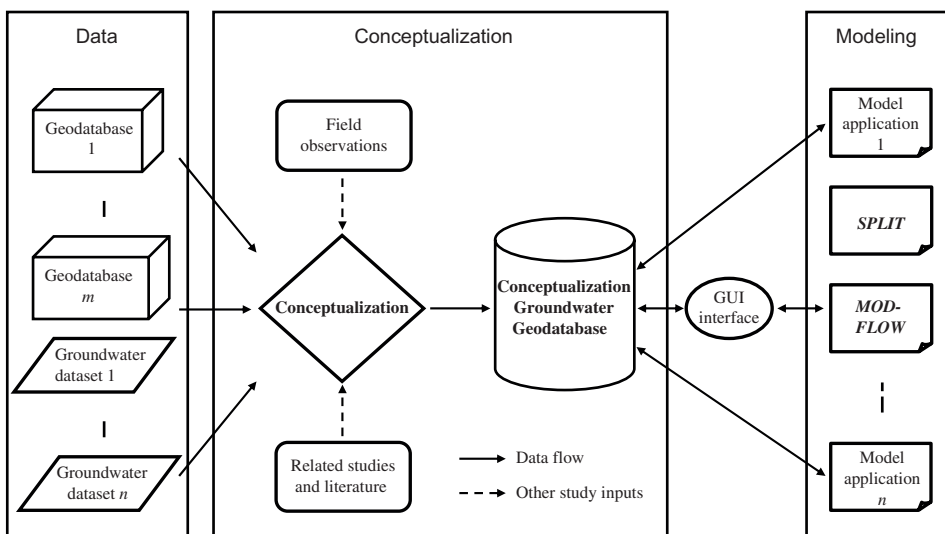 Data
Geodatabase
1
Geodatabase
m
Groundwater
dataset 1
Groundwater
dataset n
Conceptualization
Field
observations
Conceptualization
Related studies
and literature
Conceptualization
Groundwater
Geodatabase
Data flow
Other study inputs
GUI
interface
Modeling
Model
application
1
SPLIT
MOD-
FLOW
Model
application
n